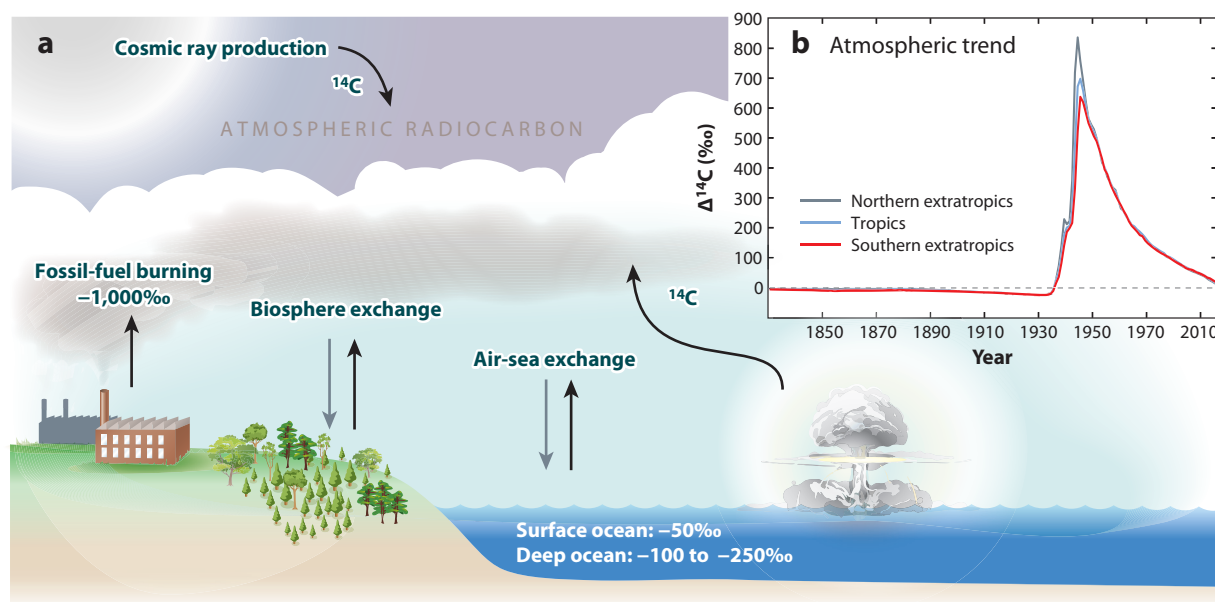 a
Cosmic ray production
14C
ATMOSPHERIC RADIOCARBON
Fossil-fuel burning
−1,000‰
Biosphere exchange
Air-sea exchange
14C
Surface ocean: −50‰
Deep ocean: −100 to −250‰
b Atmospheric trend
Δ14C (‰)
900
800
700
600
500
400
300
200
100
0
−100
Northern extratropics
Tropics
Southern extratropics
1850 1870 1890 1910 1930 1950 1970 2010
Year